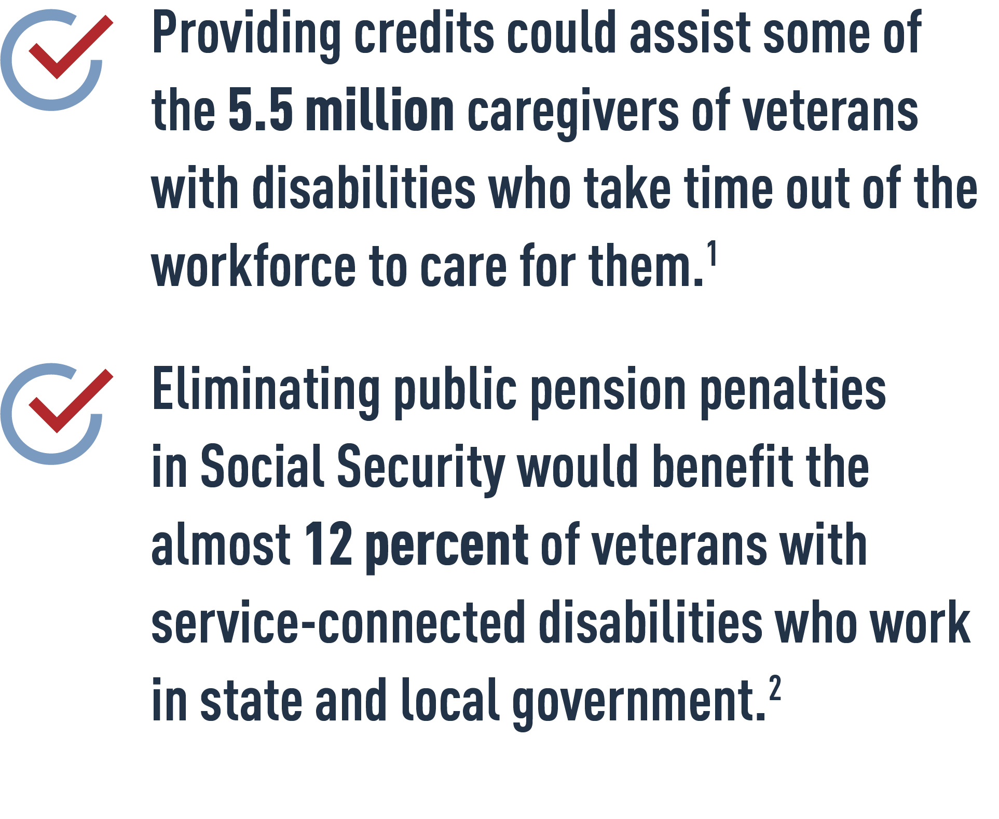 Providing credits could assist some of
the 5.5 million caregivers of veterans
with disabilities who take time out of the
workforce to care for them.¹
Eliminating public pension penalties
in Social Security would benefit the
almost 12 percent of veterans with
service-connected disabilities who work
in state and local government.²